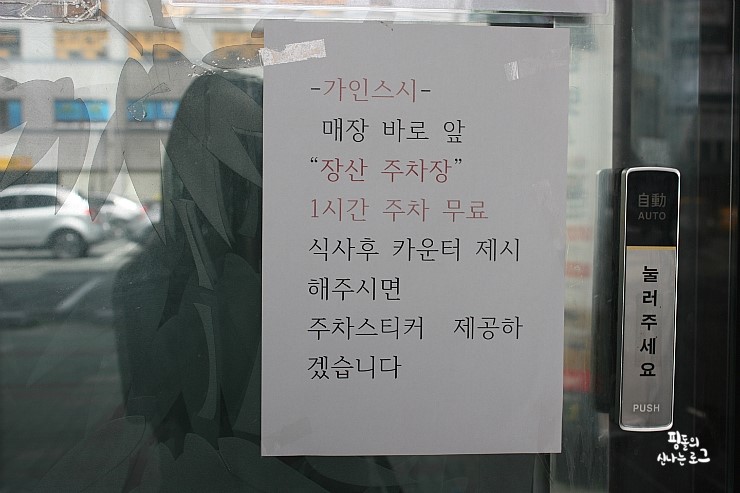 -가인스시-
매장 바로 앞
“장산 주차장”
1시간 주차 무료
식사후 카운터 제시
해주시면
주차스티커 제공하
겠습니다
自動
AUTO
눌러주세요
PUSH
핑돌의
신나는 로그